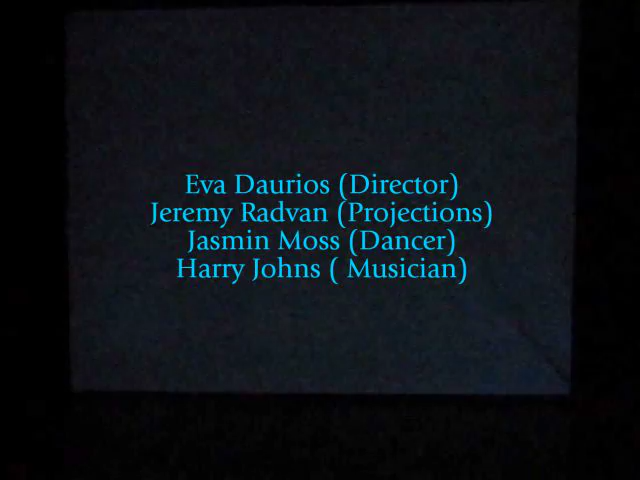 Eva Daurios (Director)
Jeremy Radvan (Projections)
Jasmin Moss (Dancer)
Harry Johns ( Musician)